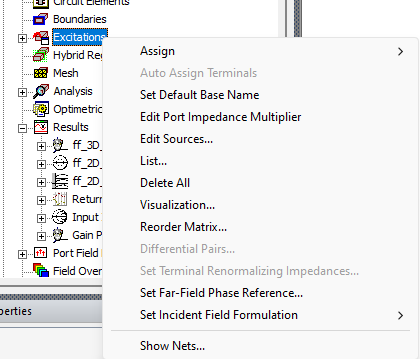 Circuit Elements
Boundaries
Excitations
Hybrid Reg
Mesh
Analysis
Optimetric
Results
ff_3D_
ff_2D_
ff_2D_
Return
Input
Gain P
Port Field
Field Over
perties
Assign
Auto Assign Terminals
Set Default Base Name
Edit Port Impedance Multiplier
Edit Sources...
List...
Delete All
Visualization...
Reorder Matrix...
Differential Pairs...
Set Terminal Renormalizing Impedances...
Set Far-Field Phase Reference...
Set Incident Field Formulation
Show Nets...